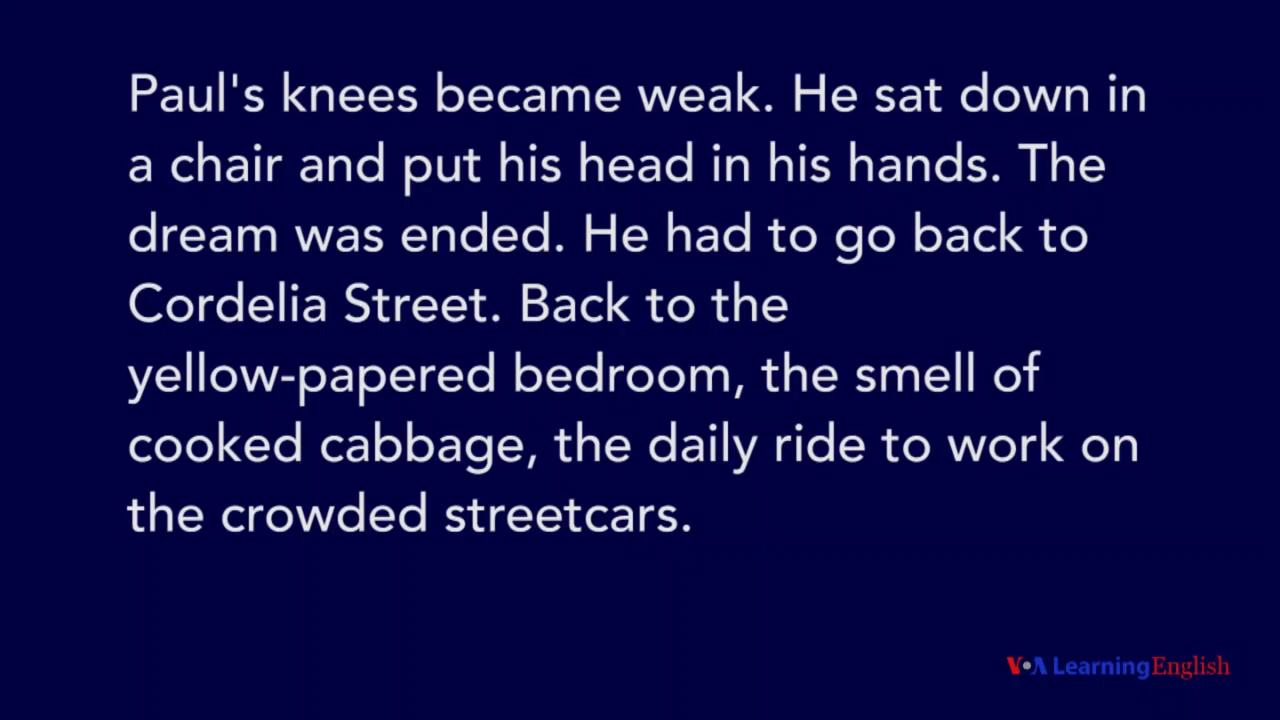 Paul's knees became weak. He sat down in
a chair and put his head in his hands. The
dream was ended. He had to go back to
Cordelia Street. Back to the
yellow-papered bedroom, the smell of
cooked cabbage, the daily ride to work on
the crowded streetcars.
VOA Learning English